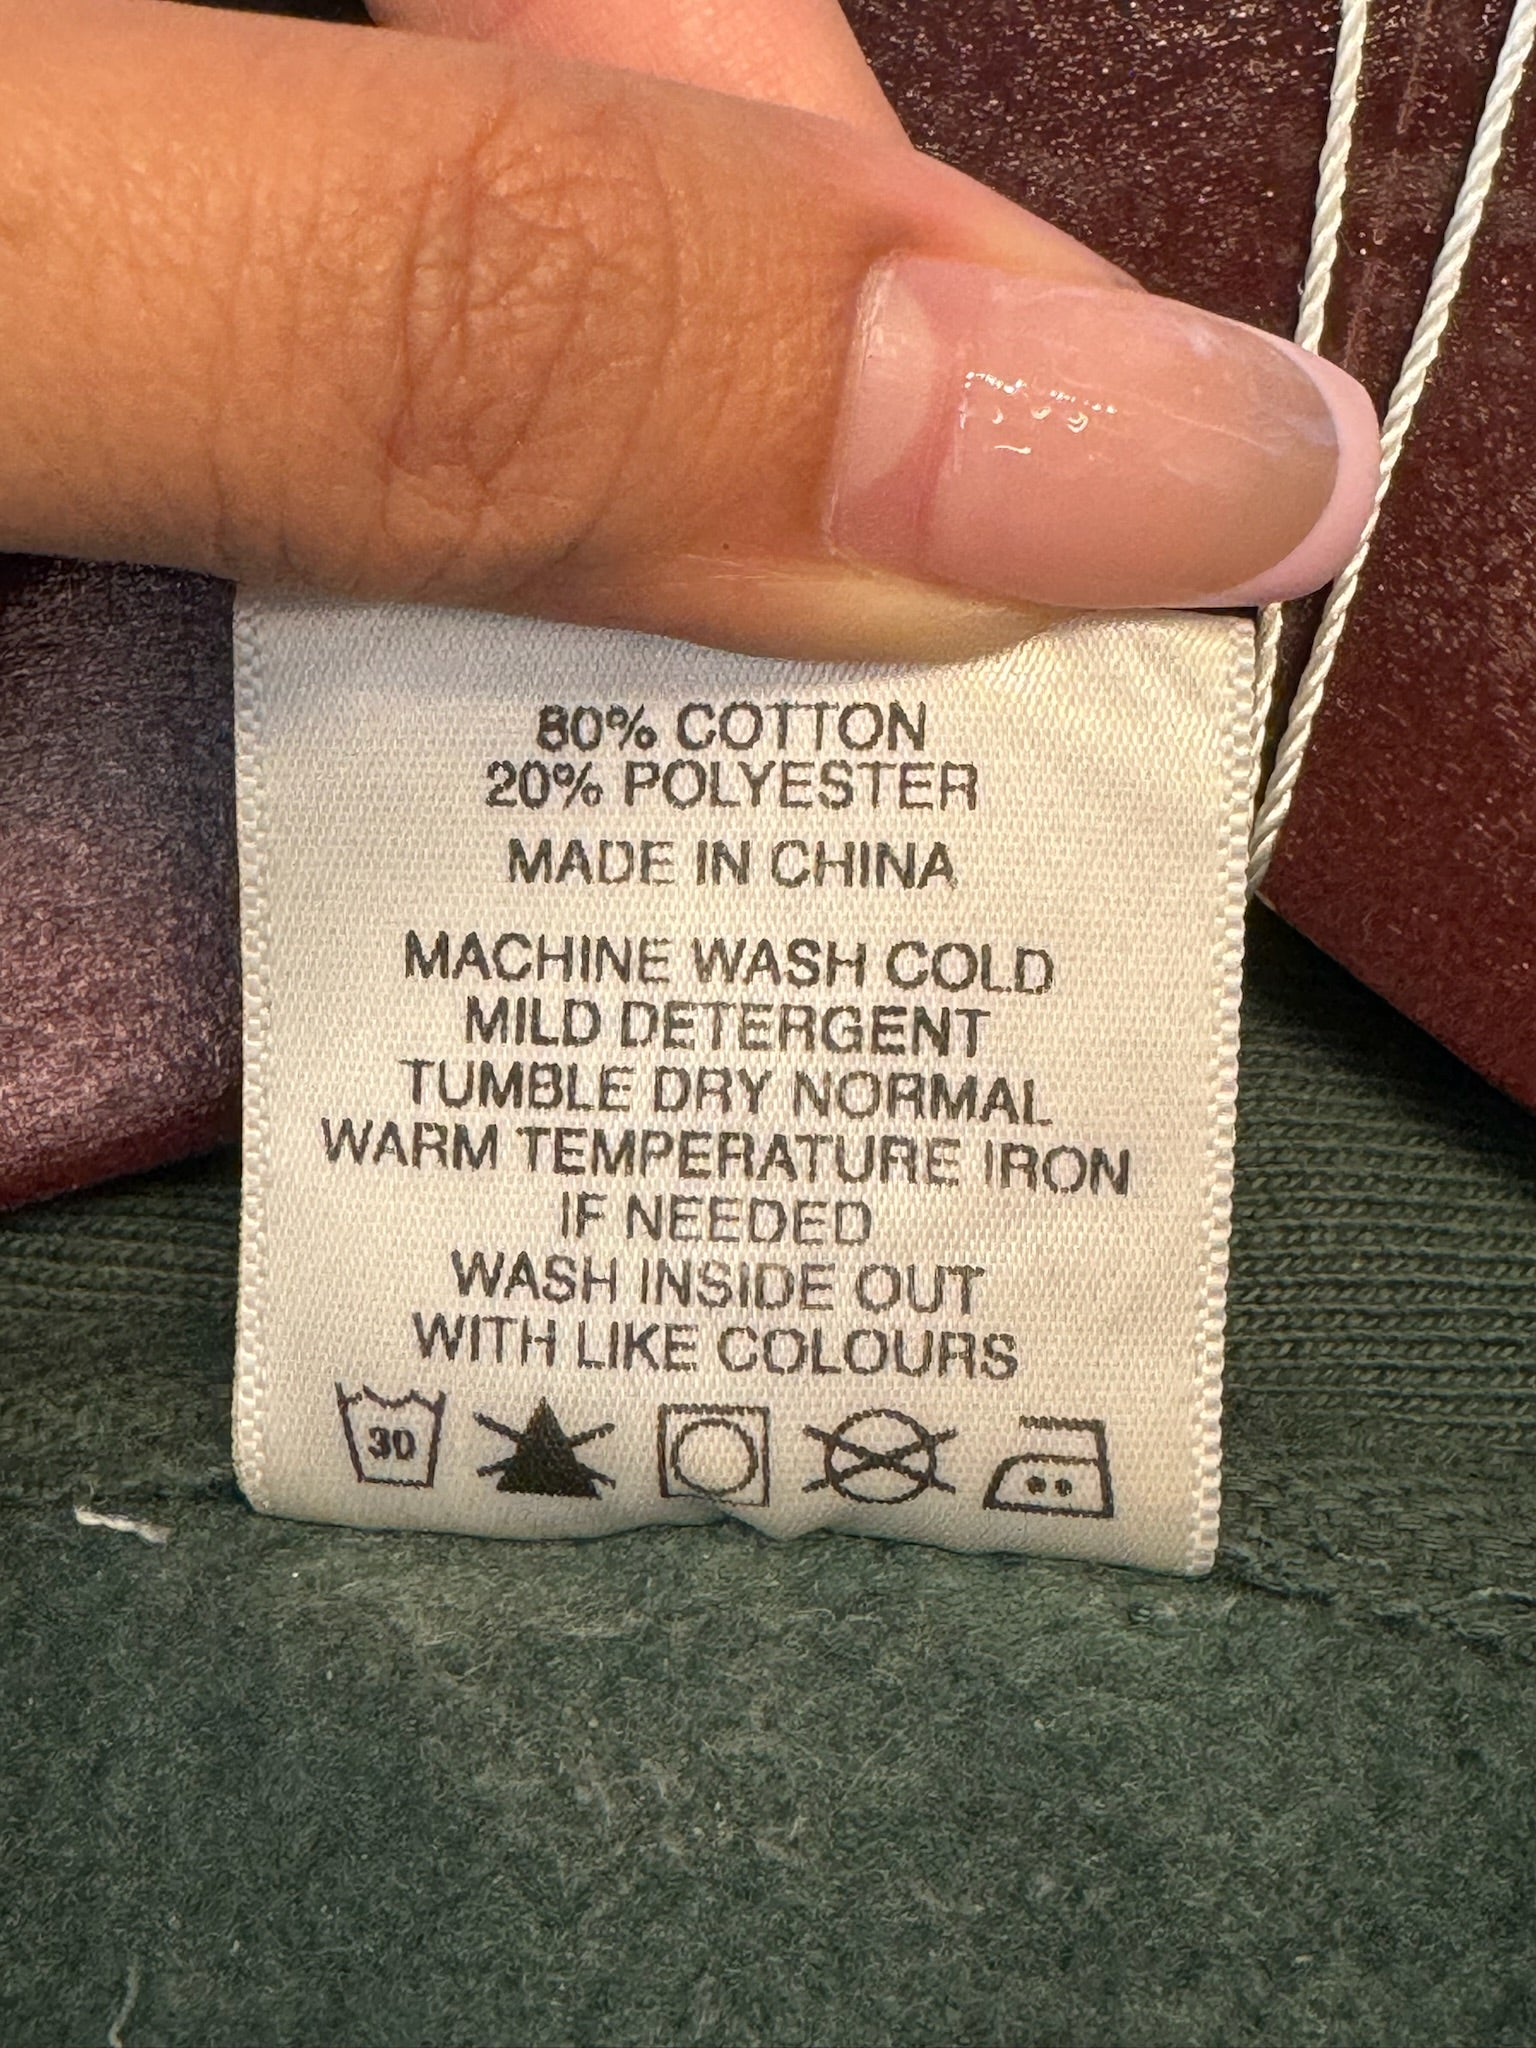 80% COTTON
20% POLYESTER
MADE IN CHINA
MACHINE WASH COLD
MILD DETERGENT
TUMBLE DRY NORMAL
WARM TEMPERATURE IRON
IF NEEDED
WASH INSIDE OUT
WITH LIKE COLOURS
30